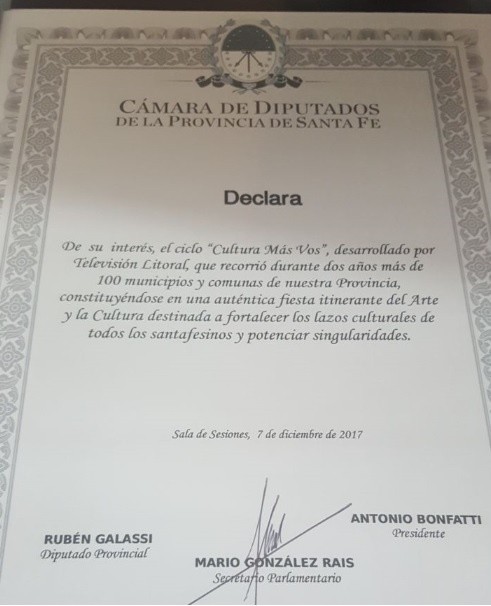 CÁMARA DE DIPUTADOS
DE LA PROVINCIA DE SANTA FE
Declara
De su interés, el ciclo "Cultura Más Vos", desarrollado por
Televisión Litoral, que recorrió durante dos años más de
100 municipios y comunas de nuestra Provincia,
constituyéndose en una auténtica fiesta itinerante del Arte
y la Cultura destinada a fortalecer los lazos culturales de
todos los santafesinos y potenciar singularidades.
Sala de Sesiones, 7 de diciembre de 2017
ANTONIO BONFATTI
Presidente
RUBÉN GALASSI
Diputado Provincial
MARIO GONZÁLEZ RAIS
Secretario Parlamentario